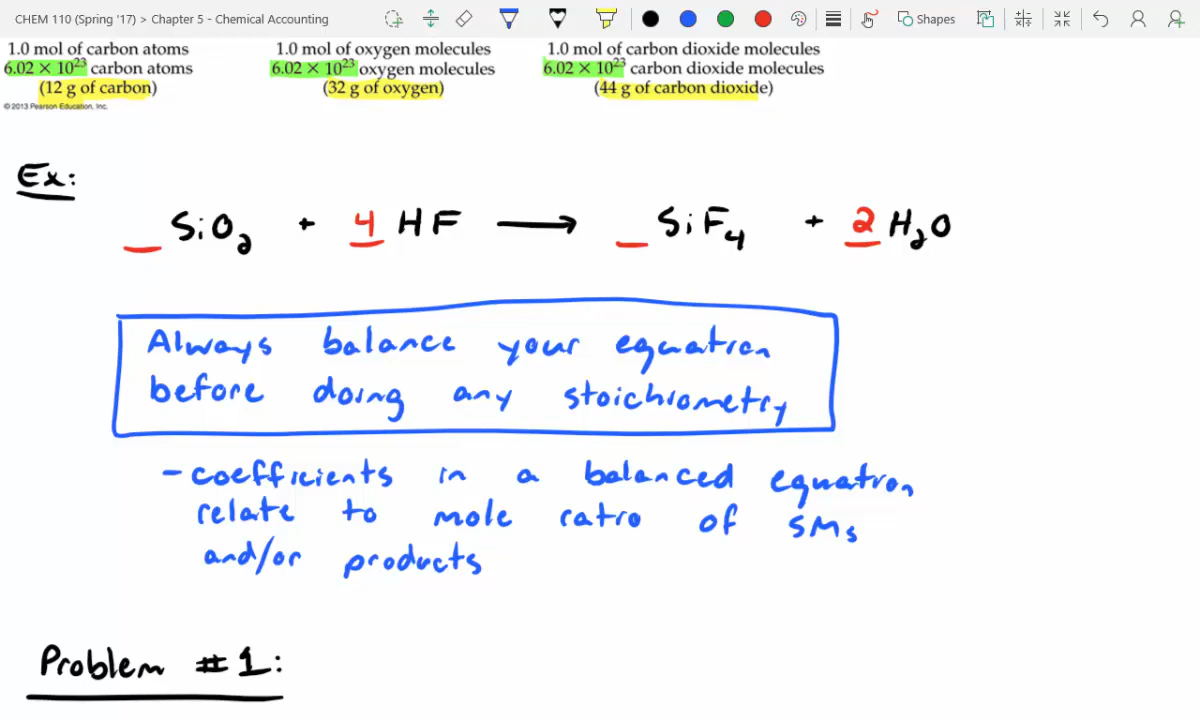 CHEM 110 (Spring '17) > Chapter 5 - Chemical Accounting Shapes
1.0 mol of carbon atoms 1.0 mol of oxygen molecules 1.0 mol of carbon dioxide molecules
6.02 × 10²³ carbon atoms 6.02 × 10²³ oxygen molecules 6.02 × 10²³ carbon dioxide molecules
(12 g of carbon) (32 g of oxygen) (44 g of carbon dioxide)
© 2013 Pearson Education, Inc.
Ex:
_ SiO₂ + 4 HF → _ SiF₄ + 2 H₂O
Always balance your equation
before doing any stoichiometry
- coefficients in a balanced equation
relate to mole ratio of SMs
and/or products
Problem #1: